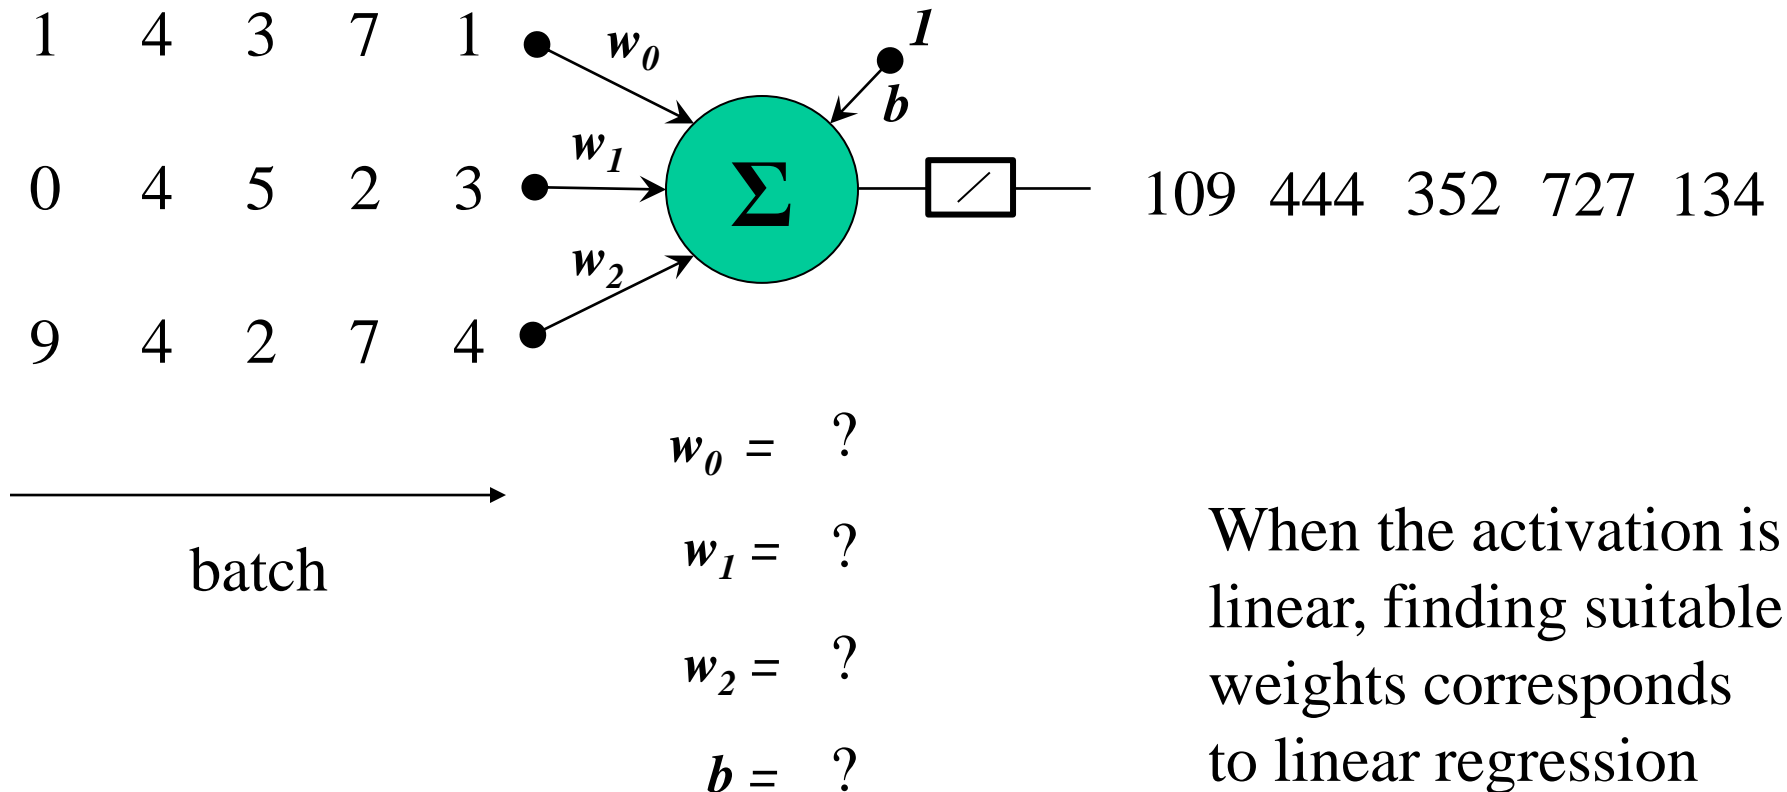 1 4 3 7 1 w0 1
b
w1
0 4 5 2 3 Σ 109 444 352 727 134
w2
9 4 2 7 4
w0 = ?
batch
w1 = ?
w2 = ?
b = ?
When the activation is
linear, finding suitable
weights corresponds
to linear regression